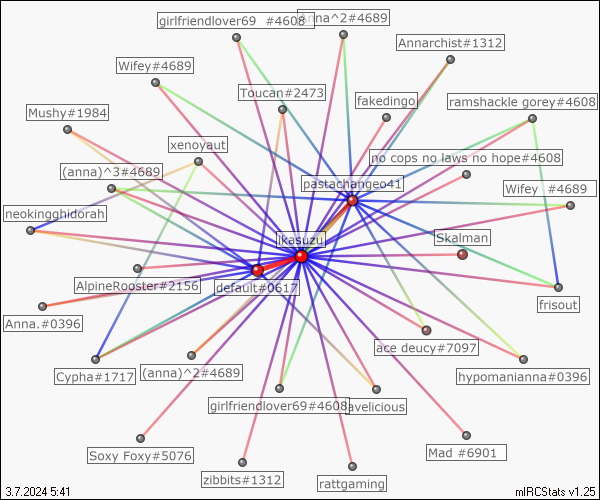 girlfriendlover69 #4608
Anna^2#4689
Annarchist#1312
Wifey#4689
Toucan#2473
fakedingo
ramshackle gorey#4608
Mushy#1984
xenoyaut
no cops no laws no hope#4608
(anna)^3#4689
pastachangeo41
Wifey #4689
neokingghidorah
ikasuzu
Skalman
AlpineRooster#2156
default#0617
frisout
Anna.#0396
ace deucy#7097
Cypha#1717
(anna)^2#4689
hypomanianna#0396
girlfriendlover69#4608
avelicious
Soxy Foxy#5076
Mad #6901
zibbits#1312
rattgaming
3.7.2024 5:41
mIRCStats v1.25